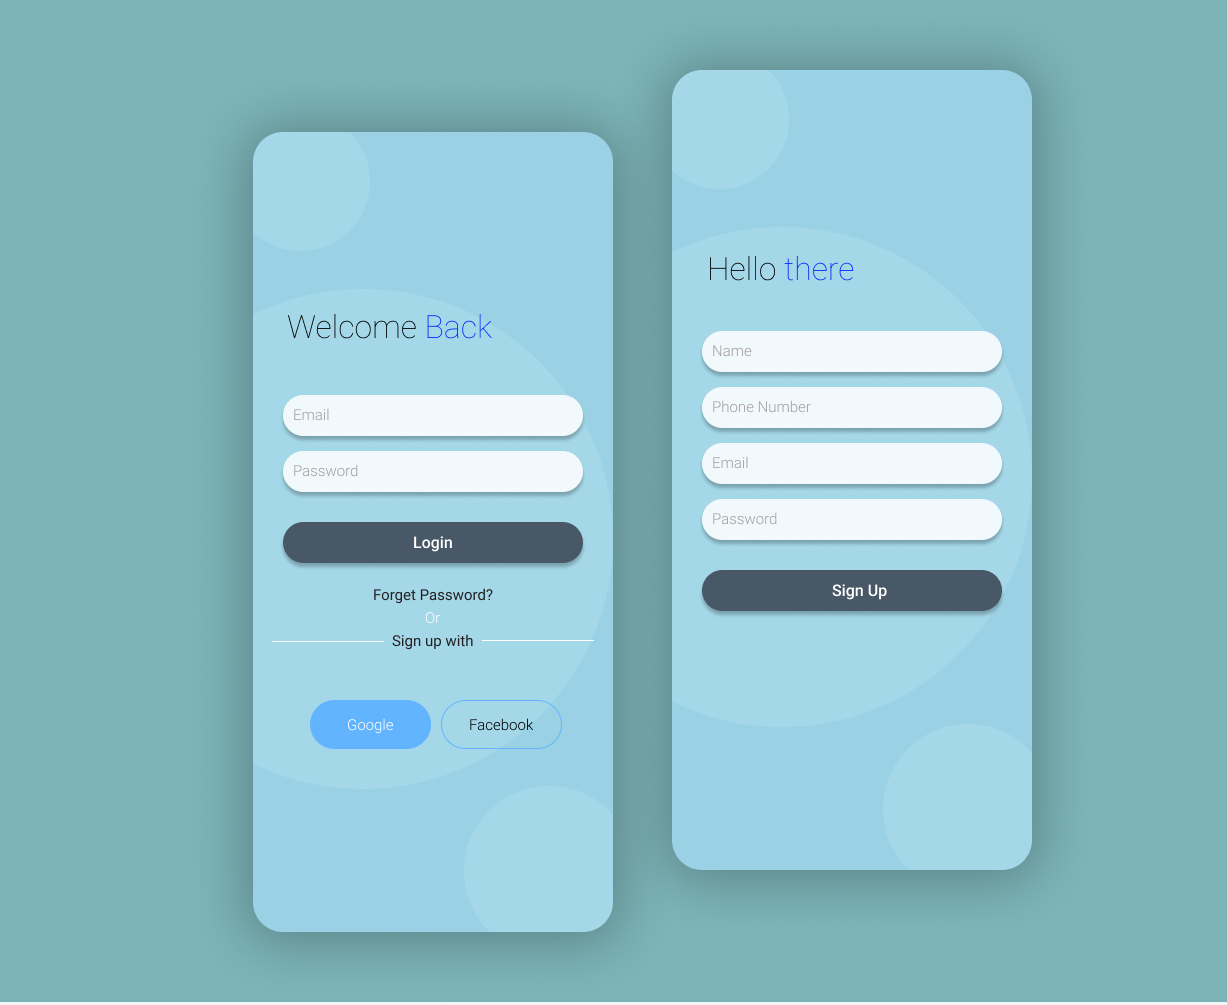 Welcome Back
Email
Password
Login
Forget Password?
Or
Sign up with
Google Facebook
Hello there
Name
Phone Number
Email
Password
Sign Up